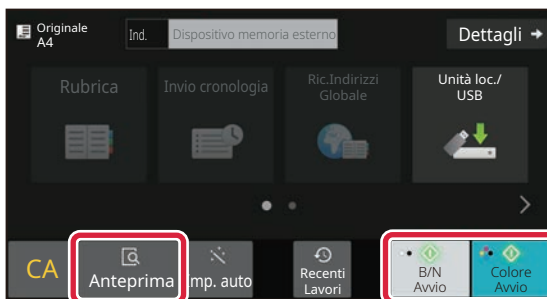 Originale
A4
Ind.
Dispositivo memoria esterno
Dettagli
Rubrica
Invio cronologia
Ric.Indirizzi
Globale
Unità loc./
USB
CA
Anteprima
Imp. auto
Recenti
Lavori
B/N
Avvio
Colore
Avvio